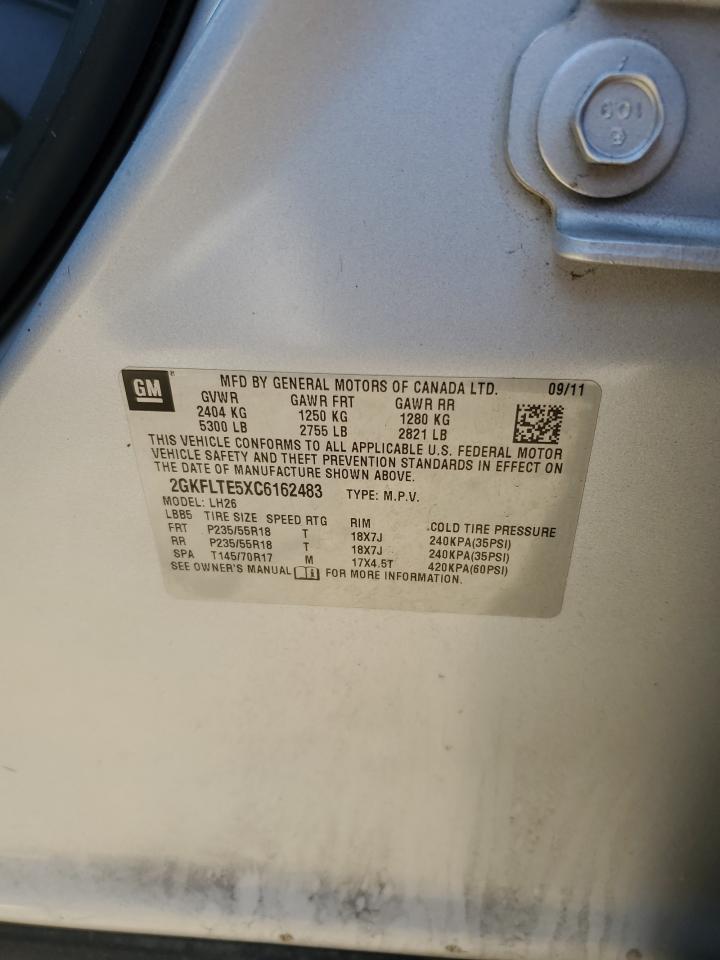 109
GM
MFD BY GENERAL MOTORS OF CANADA LTD. 09/11
GVWR GAWR FRT GAWR RR
2404 KG 1250 KG 1280 KG
5300 LB 2755 LB 2821 LB
THIS VEHICLE CONFORMS TO ALL APPLICABLE U.S. FEDERAL MOTOR
VEHICLE SAFETY AND THEFT PREVENTION STANDARDS IN EFFECT ON
THE DATE OF MANUFACTURE SHOWN ABOVE.
2GKFLTE5XC6162483 TYPE: M.P.V.
MODEL: LH26
LBB5 TIRE SIZE SPEED RTG RIM COLD TIRE PRESSURE
FRT P235/55R18 T 18X7J 240KPA(35PSI)
RR P235/55R18 T 18X7J 240KPA(35PSI)
SPA T145/70R17 M 17X4.5T 420KPA(60PSI)
SEE OWNER'S MANUAL FOR MORE INFORMATION.